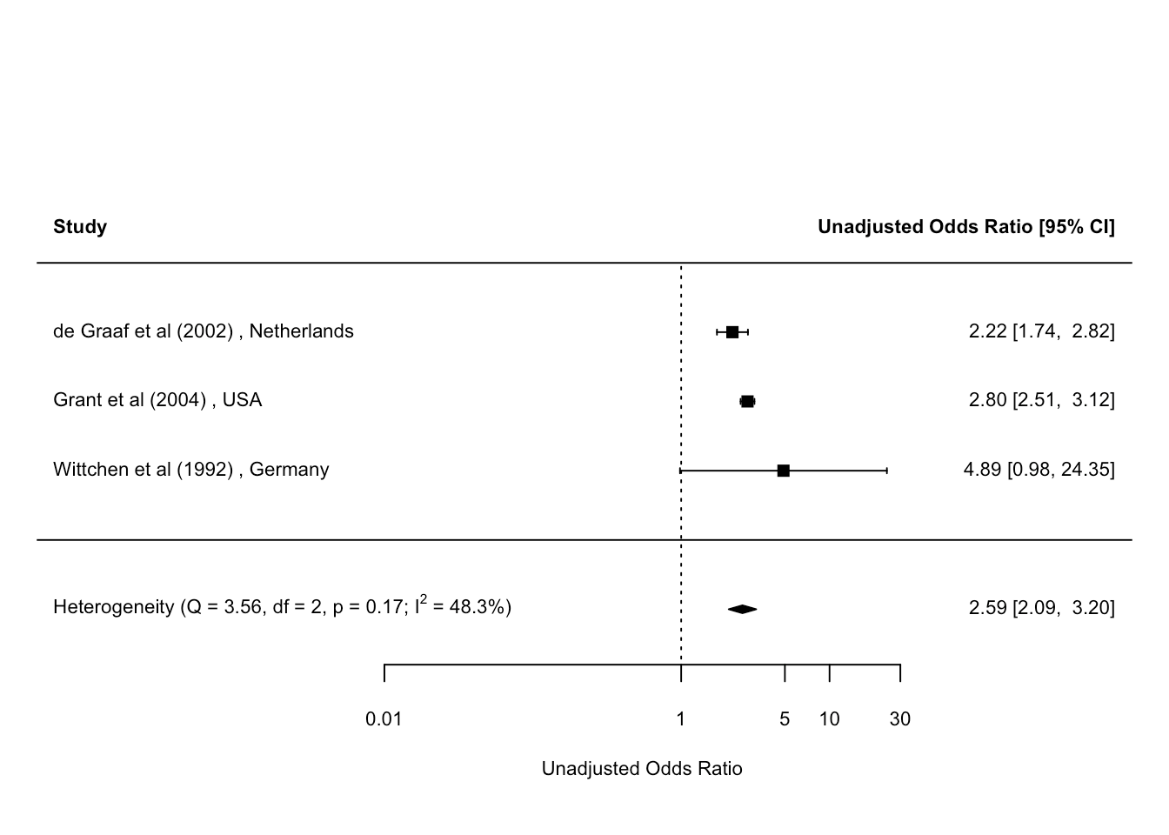 Study Unadjusted Odds Ratio [95% CI]
de Graaf et al (2002) , Netherlands 2.22 [1.74, 2.82]
Grant et al (2004) , USA 2.80 [2.51, 3.12]
Wittchen et al (1992) , Germany 4.89 [0.98, 24.35]
Heterogeneity (Q = 3.56, df = 2, p = 0.17; I² = 48.3%) 2.59 [2.09, 3.20]
0.01 1 5 10 30
Unadjusted Odds Ratio